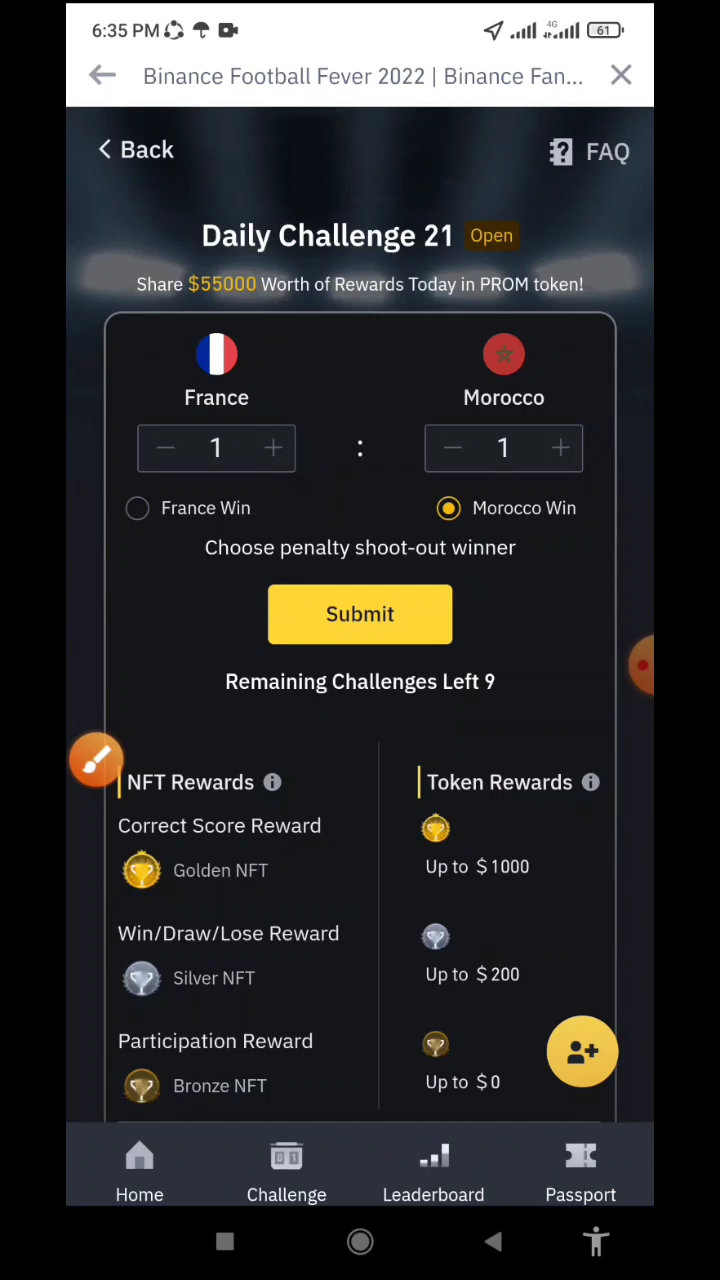 6:35 PM 4G 61
Binance Football Fever 2022 | Binance Fan...
Back FAQ
Daily Challenge 21 Open
Share $55000 Worth of Rewards Today in PROM token!
France Morocco
1 : 1
France Win Morocco Win
Choose penalty shoot-out winner
Submit
Remaining Challenges Left 9
NFT Rewards Token Rewards
Correct Score Reward
Golden NFT Up to $1000
Win/Draw/Lose Reward
Silver NFT Up to $200
Participation Reward
Bronze NFT Up to $0
Home Challenge Leaderboard Passport